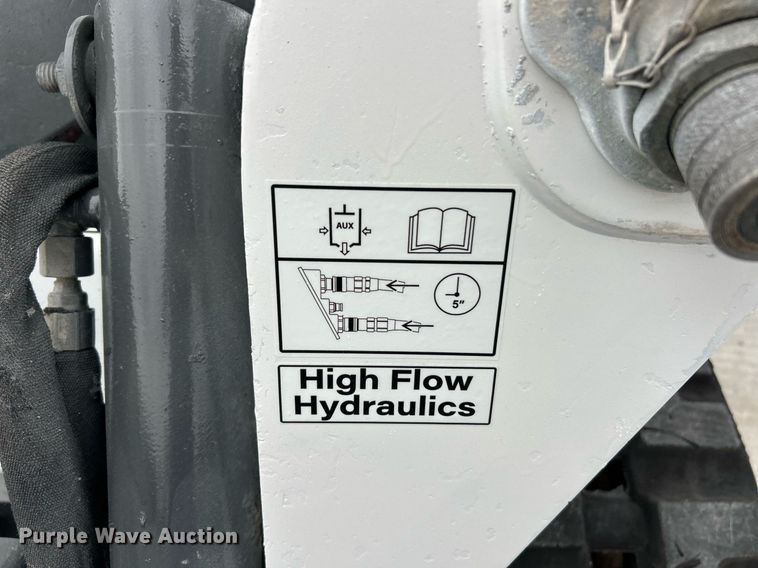 AUX
5"
High Flow
Hydraulics
Purple Wave Auction